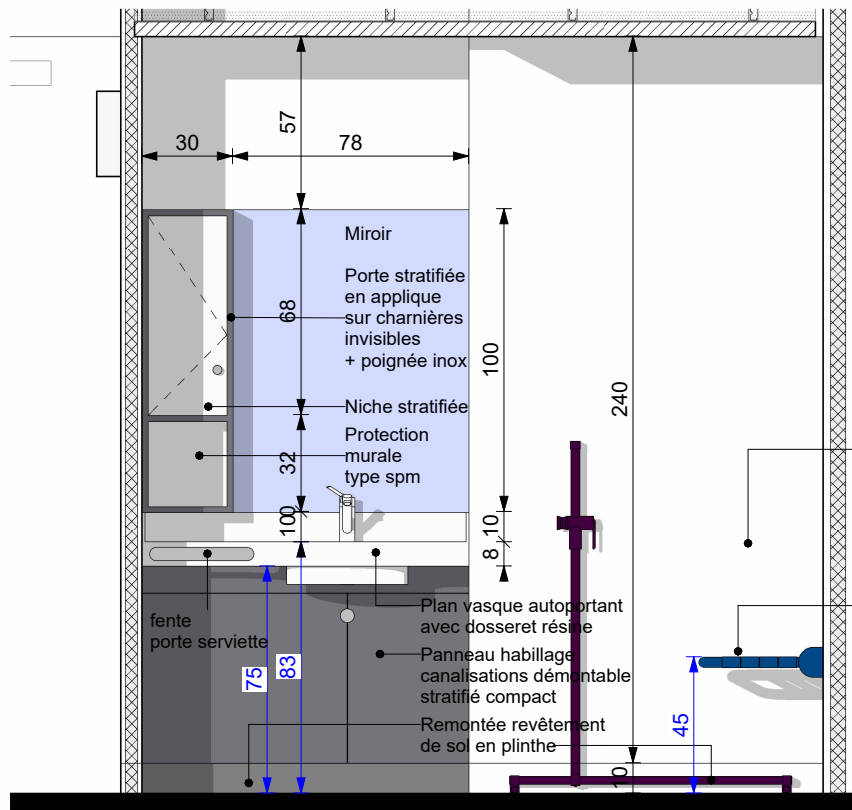 57
30
78
Miroir
Porte stratifiée
en applique
sur charnières
invisibles
+ poignée inox
68
100
240
Niche stratifiée
Protection
murale
type spm
32
100
10
8
fente
porte serviette
Plan vasque autoportant
avec dosseret résine
Panneau habillage
canalisations démontable
stratifié compact
75
83
45
Remontée revêtement
de sol en plinthe
10